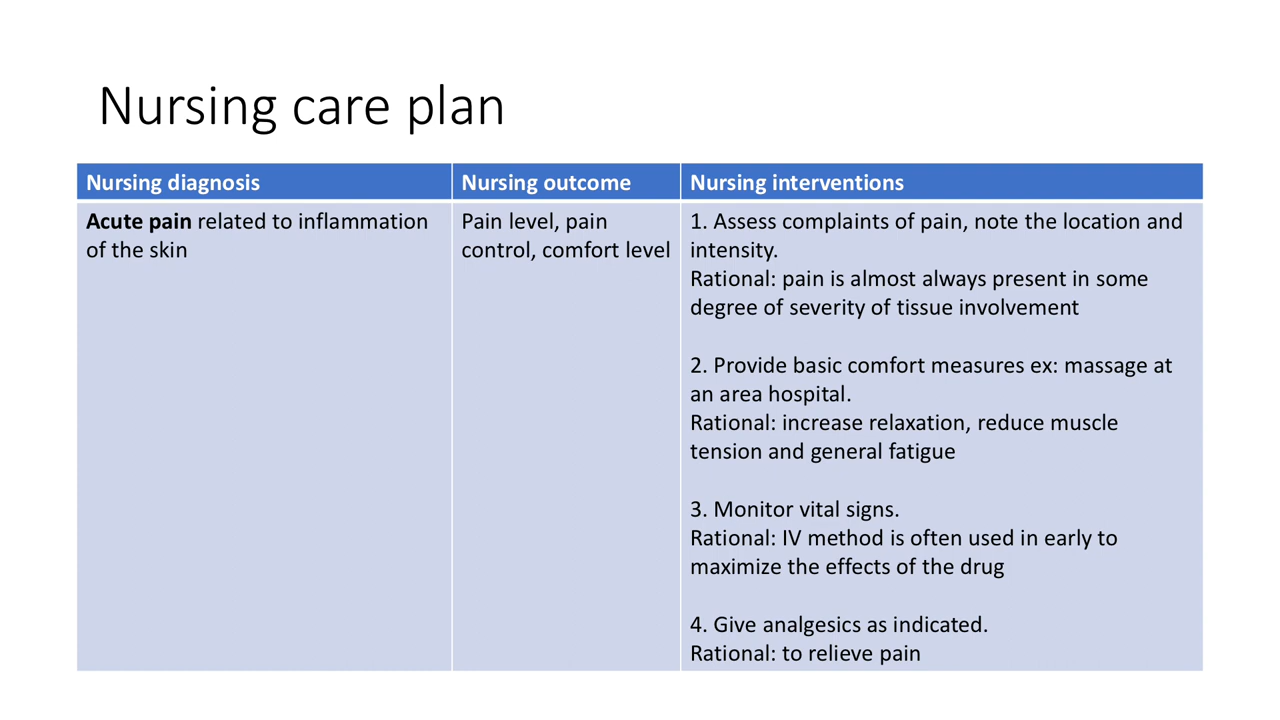 Nursing care plan
Nursing diagnosis
Nursing outcome
Nursing interventions
Acute pain related to inflammation
of the skin
Pain level, pain
control, comfort level
1. Assess complaints of pain, note the location and
intensity.
Rational: pain is almost always present in some
degree of severity of tissue involvement
2. Provide basic comfort measures ex: massage at
an area hospital.
Rational: increase relaxation, reduce muscle
tension and general fatigue
3. Monitor vital signs.
Rational: IV method is often used in early to
maximize the effects of the drug
4. Give analgesics as indicated.
Rational: to relieve pain